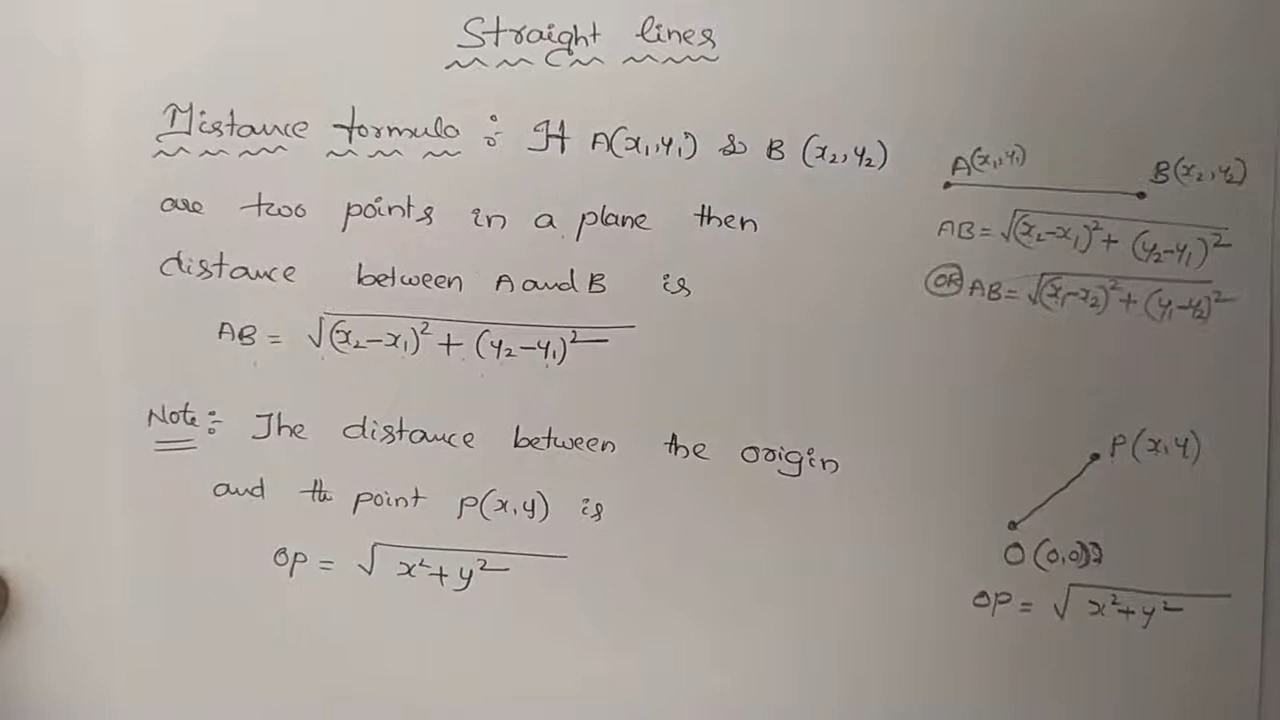 Straight lines
Distance formula : If A(x₁,y₁) & B (x₂,y₂)
are two points in a plane then
distance between A and B is
AB = √(x₂-x₁)² + (y₂-y₁)²
Note : The distance between the origin
and the point P(x,y) is
OP = √x²+y²
A(x₁,y₁) B(x₂,y₂)
AB = √(x₂-x₁)² + (y₂-y₁)²
OR AB = √(x₁-x₂)² + (y₁-y₂)²
P(x,y)
O (0,0)
OP = √x²+y²